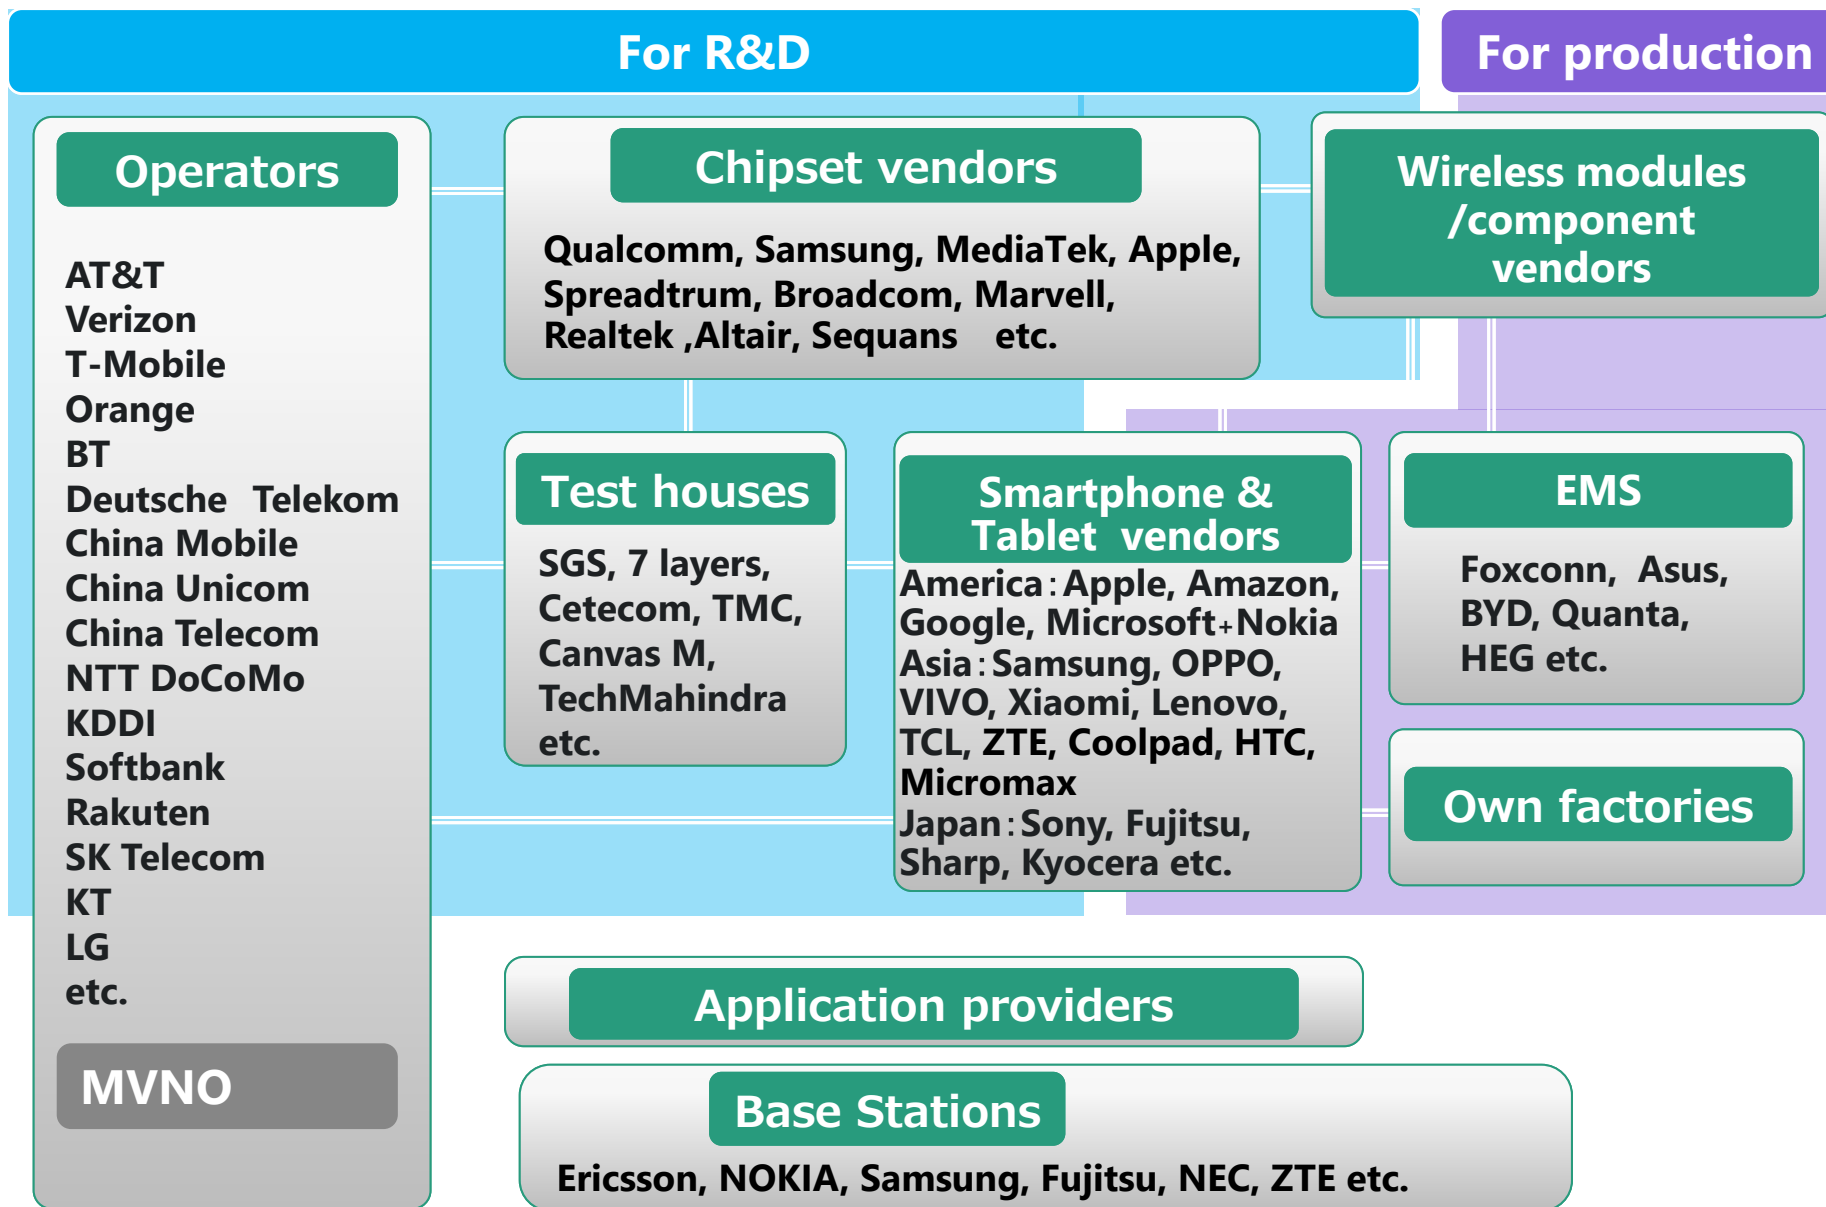 For R&D
For production
Operators
AT&T
Verizon
T-Mobile
Orange
BT
Deutsche Telekom
China Mobile
China Unicom
China Telecom
NTT DoCoMo
KDDI
Softbank
Rakuten
SK Telecom
KT
LG
etc.
MVNO
Chipset vendors
Qualcomm, Samsung, MediaTek, Apple,
Spreadtrum, Broadcom, Marvell,
Realtek ,Altair, Sequans etc.
Wireless modules
/component
vendors
Test houses
SGS, 7 layers,
Cetecom, TMC,
Canvas M,
TechMahindra
etc.
Smartphone &
Tablet vendors
America：Apple, Amazon,
Google, Microsoft+Nokia
Asia：Samsung, OPPO,
VIVO, Xiaomi, Lenovo,
TCL, ZTE, Coolpad, HTC,
Micromax
Japan：Sony, Fujitsu,
Sharp, Kyocera etc.
EMS
Foxconn, Asus,
BYD, Quanta,
HEG etc.
Own factories
Application providers
Base Stations
Ericsson, NOKIA, Samsung, Fujitsu, NEC, ZTE etc.